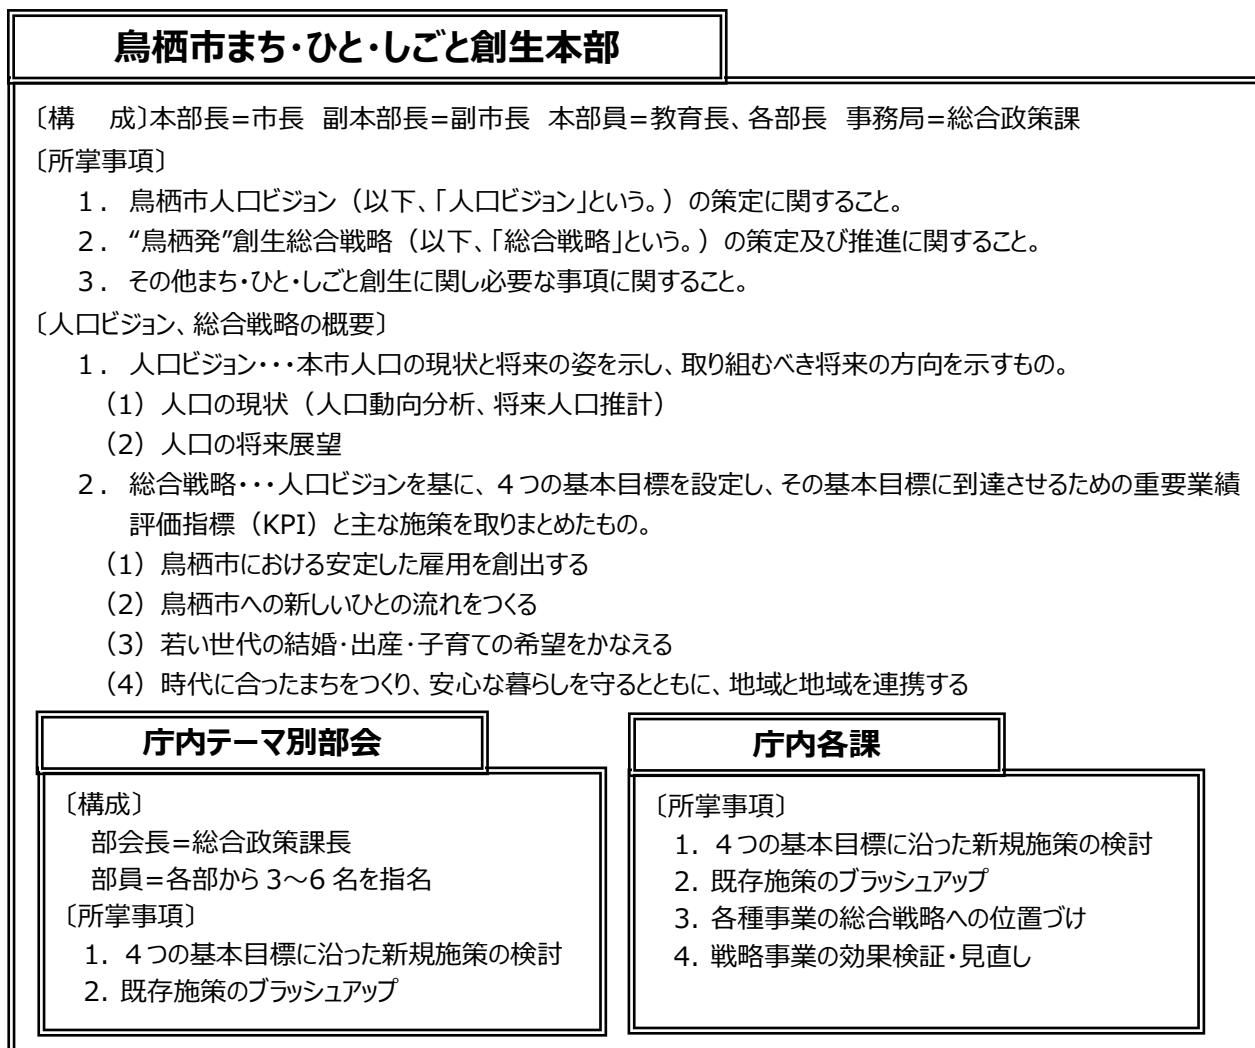 鳥栖市まち・ひと・しごと創生本部
〔構　成〕本部長=市長 副本部長=副市長 本部員=教育長、各部長 事務局=総合政策課
〔所掌事項〕
１． 鳥栖市人口ビジョン（以下、「人口ビジョン」という。）の策定に関すること。
２． “鳥栖発”創生総合戦略（以下、「総合戦略」という。）の策定及び推進に関すること。
３． その他まち・ひと・しごと創生に関し必要な事項に関すること。
〔人口ビジョン、総合戦略の概要〕
１． 人口ビジョン・・・本市人口の現状と将来の姿を示し、取り組むべき将来の方向を示すもの。
（1）人口の現状（人口動向分析、将来人口推計）
（2）人口の将来展望
２． 総合戦略・・・人口ビジョンを基に、４つの基本目標を設定し、その基本目標に到達させるための重要業績
評価指標（KPI）と主な施策を取りまとめたもの。
（1）鳥栖市における安定した雇用を創出する
（2）鳥栖市への新しいひとの流れをつくる
（3）若い世代の結婚・出産・子育ての希望をかなえる
（4）時代に合ったまちをつくり、安心な暮らしを守るとともに、地域と地域を連携する
庁内テーマ別部会
〔構成〕
部会長=総合政策課長
部員=各部から 3～6 名を指名
〔所掌事項〕
1. ４つの基本目標に沿った新規施策の検討
2. 既存施策のブラッシュアップ
庁内各課
〔所掌事項〕
1. ４つの基本目標に沿った新規施策の検討
2. 既存施策のブラッシュアップ
3. 各種事業の総合戦略への位置づけ
4. 戦略事業の効果検証・見直し